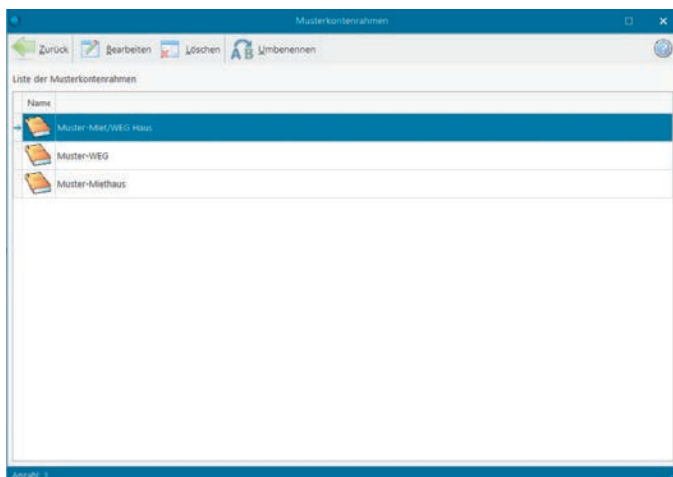 Musterkontenrahmen
Zurück Bearbeiten Löschen Umbenennen
Liste der Musterkontenrahmen
Name
Muster-Miet/WEG Haus
Muster-WEG
Muster-Miethaus
Anzahl: 3